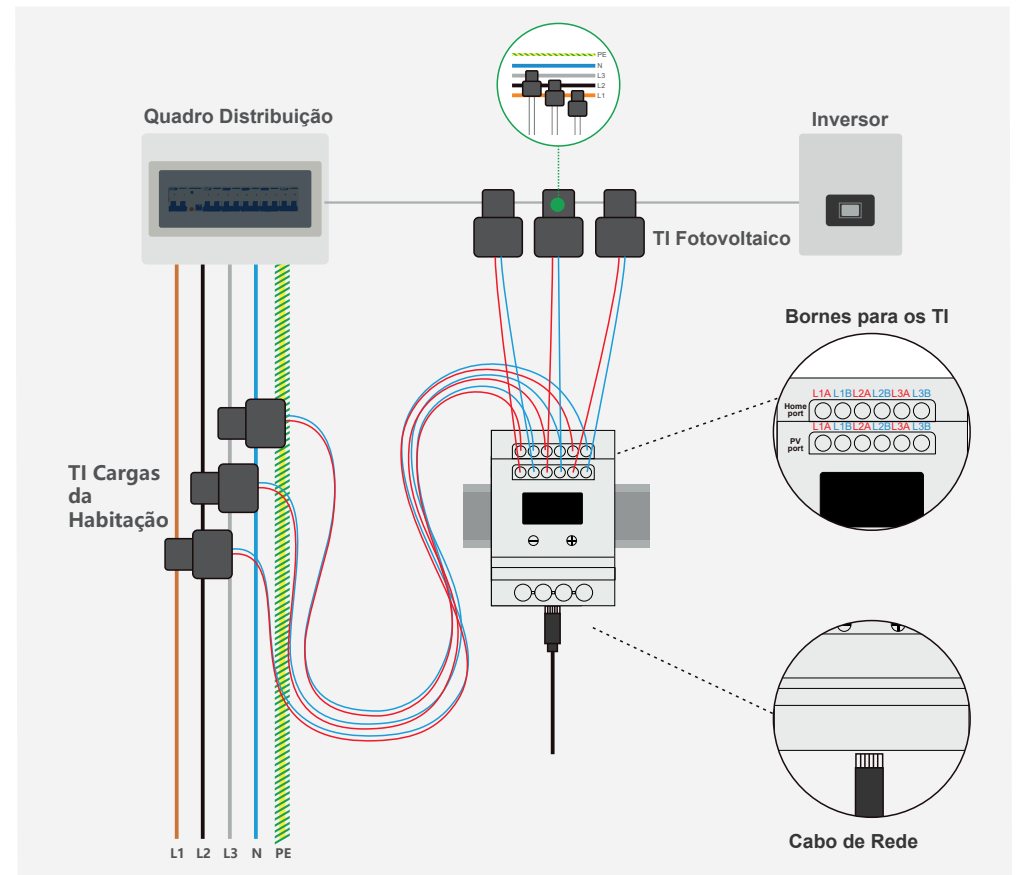 PE
N
L3
L2
L1
Quadro Distribuição
Inversor
TI Fotovoltaico
Bornes para os TI
L1A L1B L2A L2B L3A L3B
Home
port
L1A L1B L2A L2B L3A L3B
PV
port
TI Cargas
da
Habitação
Cabo de Rede
L1 L2 L3 N PE